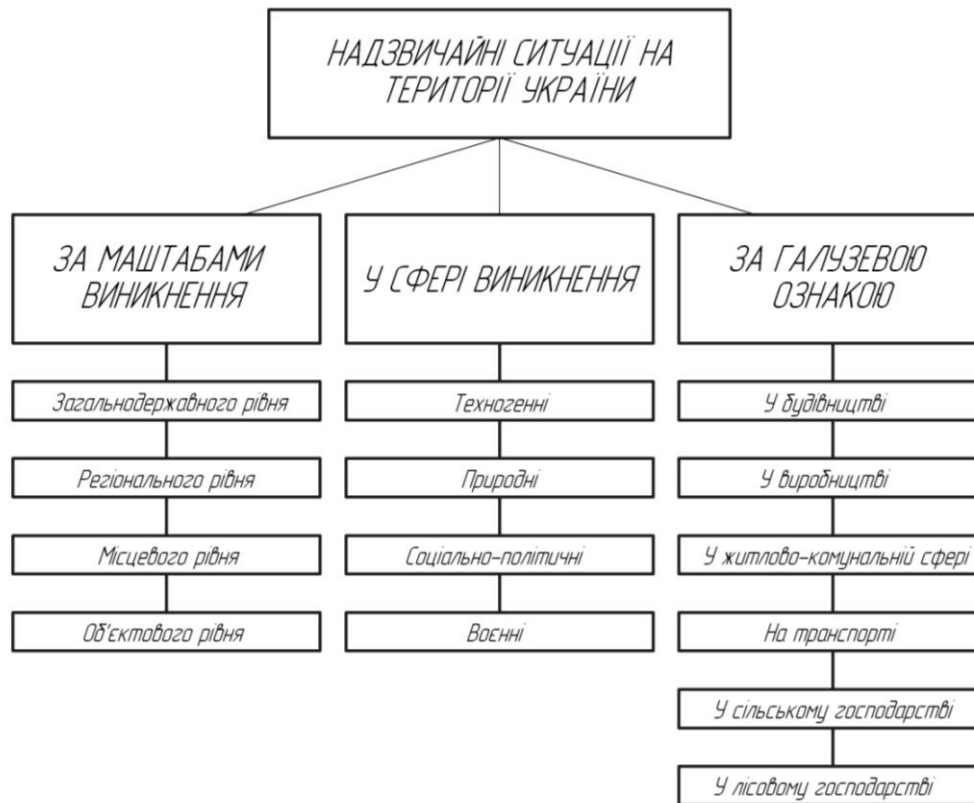 НАДЗВИЧАЙНІ СИТУАЦІЇ НА
ТЕРИТОРІЇ УКРАЇНИ
ЗА МАШТАБАМИ
ВИНИКНЕННЯ
Загальнодержавного рівня
Регіонального рівня
Місцевого рівня
Об'єктового рівня
У СФЕРІ ВИНИКНЕННЯ
Техногенні
Природні
Соціально-політичні
Воєнні
ЗА ГАЛУЗЕВОЮ
ОЗНАКОЮ
У будівництві
У виробництві
У житлово-комунальній сфері
На транспорті
У сільському господарстві
У лісовому господарстві